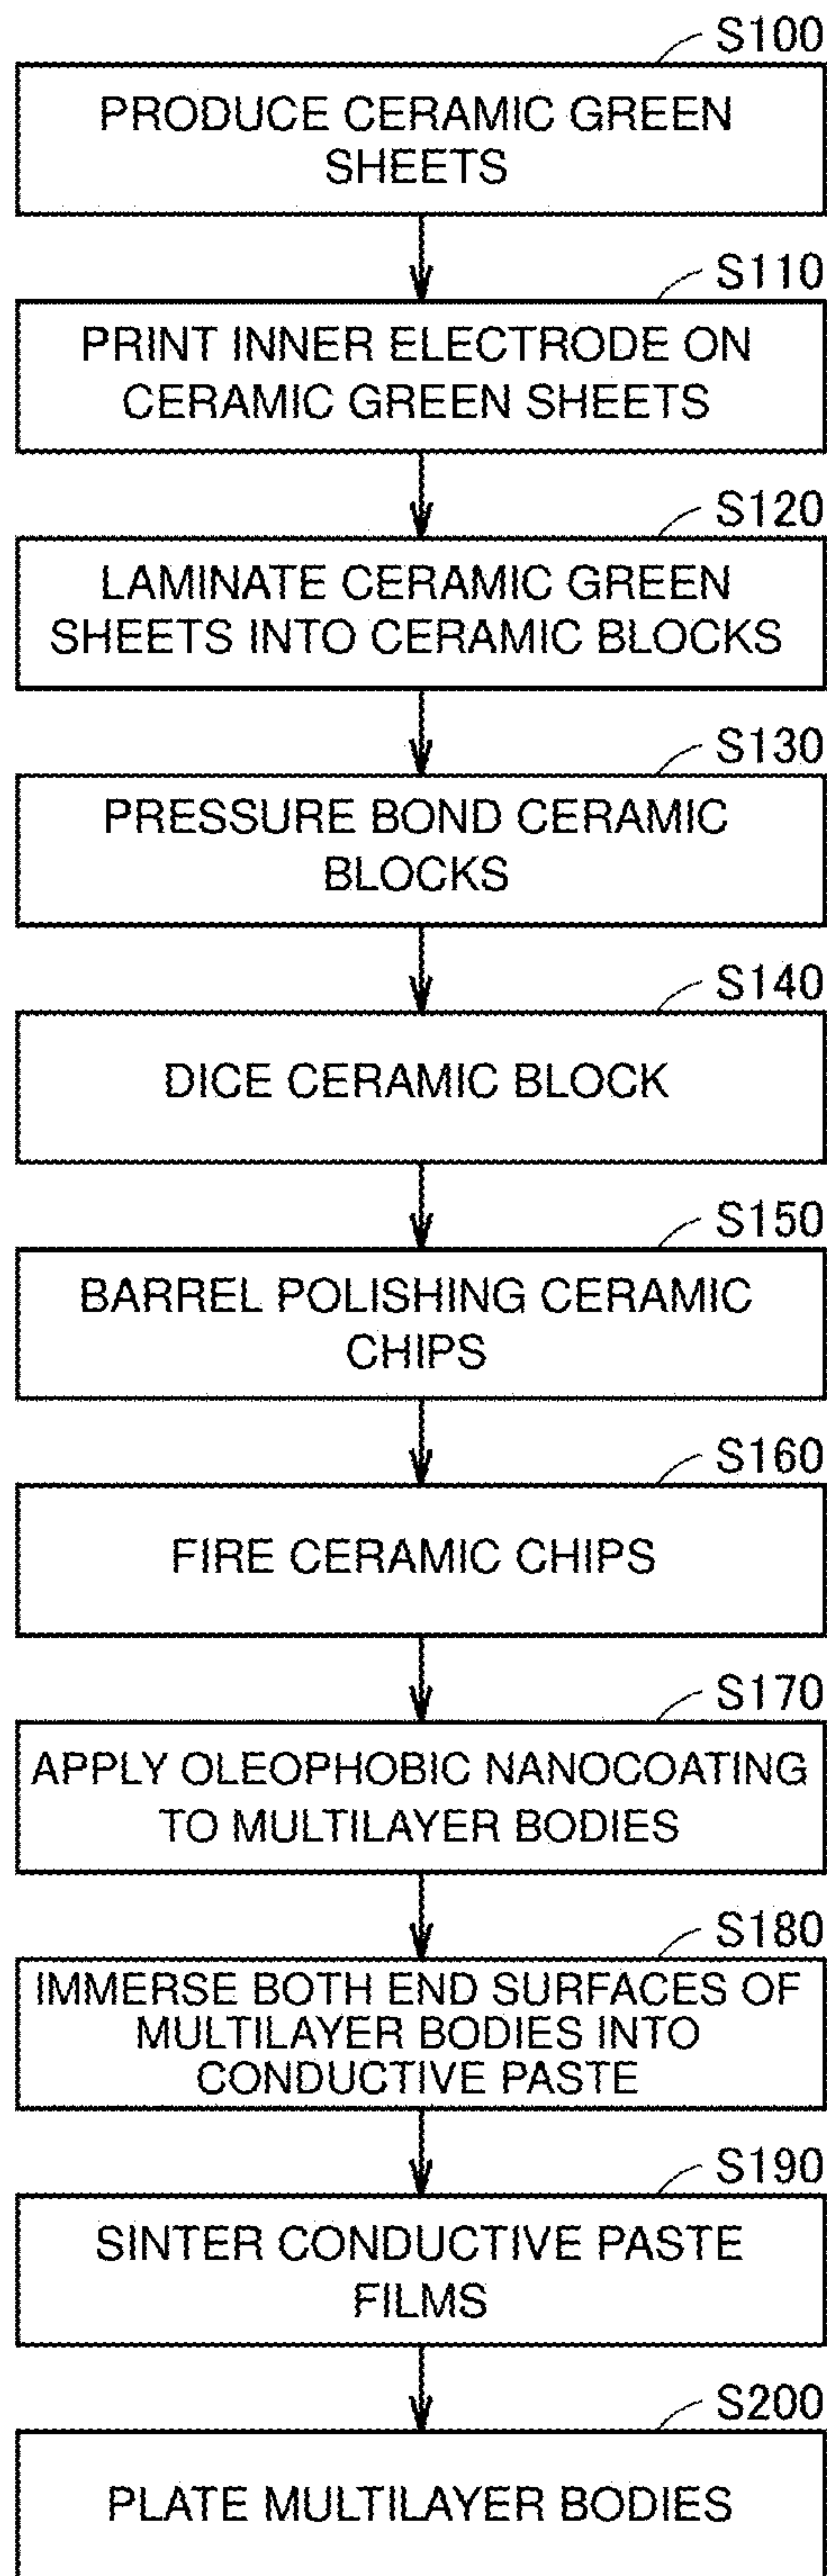 S100
PRODUCE CERAMIC GREEN
SHEETS
S110
PRINT INNER ELECTRODE ON
CERAMIC GREEN SHEETS
S120
LAMINATE CERAMIC GREEN
SHEETS INTO CERAMIC BLOCKS
S130
PRESSURE BOND CERAMIC
BLOCKS
S140
DICE CERAMIC BLOCK
S150
BARREL POLISHING CERAMIC
CHIPS
S160
FIRE CERAMIC CHIPS
S170
APPLY OLEOPHOBIC NANOCOATING
TO MULTILAYER BODIES
S180
IMMERSE BOTH END SURFACES OF
MULTILAYER BODIES INTO
CONDUCTIVE PASTE
S190
SINTER CONDUCTIVE PASTE
FILMS
S200
PLATE MULTILAYER BODIES